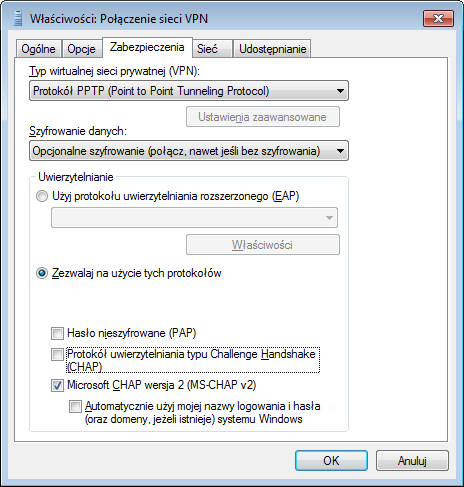 Właściwości: Połączenie sieci VPN
Ogólne Opcje Zabezpieczenia Sieć Udostępnianie
Typ wirtualnej sieci prywatnej (VPN):
Protokół PPTP (Point to Point Tunneling Protocol)
Ustawienia zaawansowane
Szyfrowanie danych:
Opcjonalne szyfrowanie (połącz, nawet jeśli bez szyfrowania)
Uwierzytelnianie
Użyj protokołu uwierzytelniania rozszerzonego (EAP)
Właściwości
Zezwalaj na użycie tych protokołów
Hasło nieszyfrowane (PAP)
Protokół uwierzytelniania typu Challenge Handshake
(CHAP)
Microsoft CHAP wersja 2 (MS-CHAP v2)
Automatycznie użyj mojej nazwy logowania i hasła
(oraz domeny, jeżeli istnieje) systemu Windows
OK Anuluj